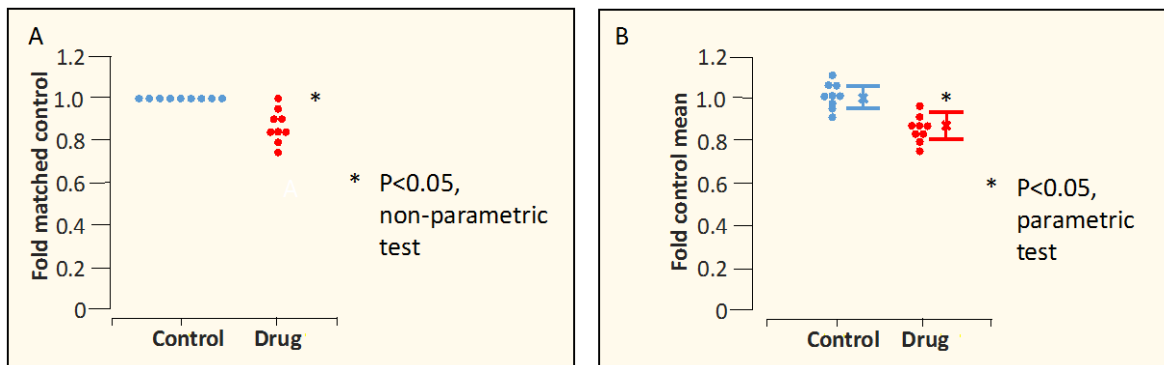 A
1.2
1.0
0.8
0.6
0.4
0.2
0
Fold matched control
Control Drug
*
* P<0.05,
non-parametric
test
A
B
1.2
1.0
0.8
0.6
0.4
0.2
0
Fold control mean
Control Drug
*
* P<0.05,
parametric
test